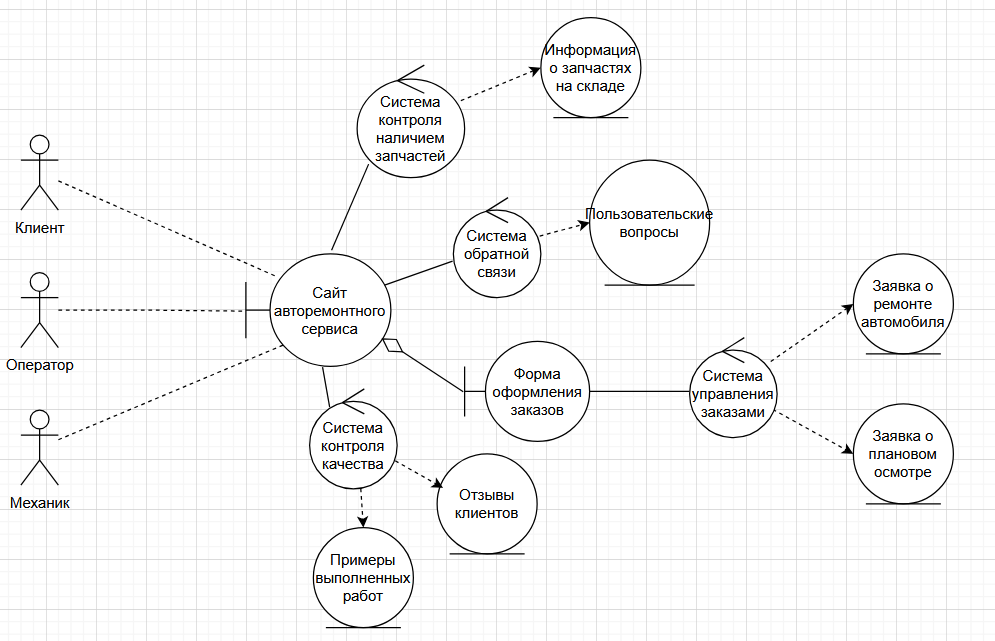 Информация
о запчастях
на складе
Система
контроля
наличием
запчастей
Клиент
Пользовательские
вопросы
Система
обратной
связи
Сайт
авторемонтного
сервиса
Оператор
Заявка о
ремонте
автомобиля
Форма
оформления
заказов
Система
управления
заказами
Система
контроля
качества
Заявка о
плановом
осмотре
Механик
Отзывы
клиентов
Примеры
выполненных
работ